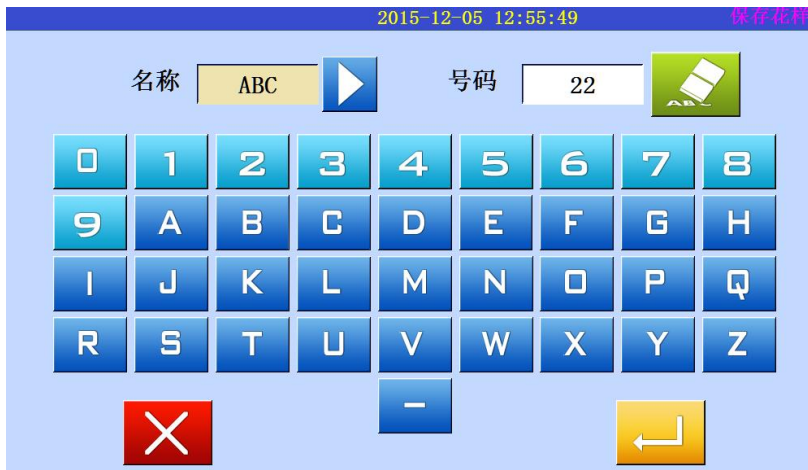 2015-12-05 12:55:49 保存花样
名称 ABC 号码 22 ABC
0 1 2 3 4 5 6 7 8
9 A B C D E F G H
I J K L M N O P Q
R S T U V W X Y Z
-